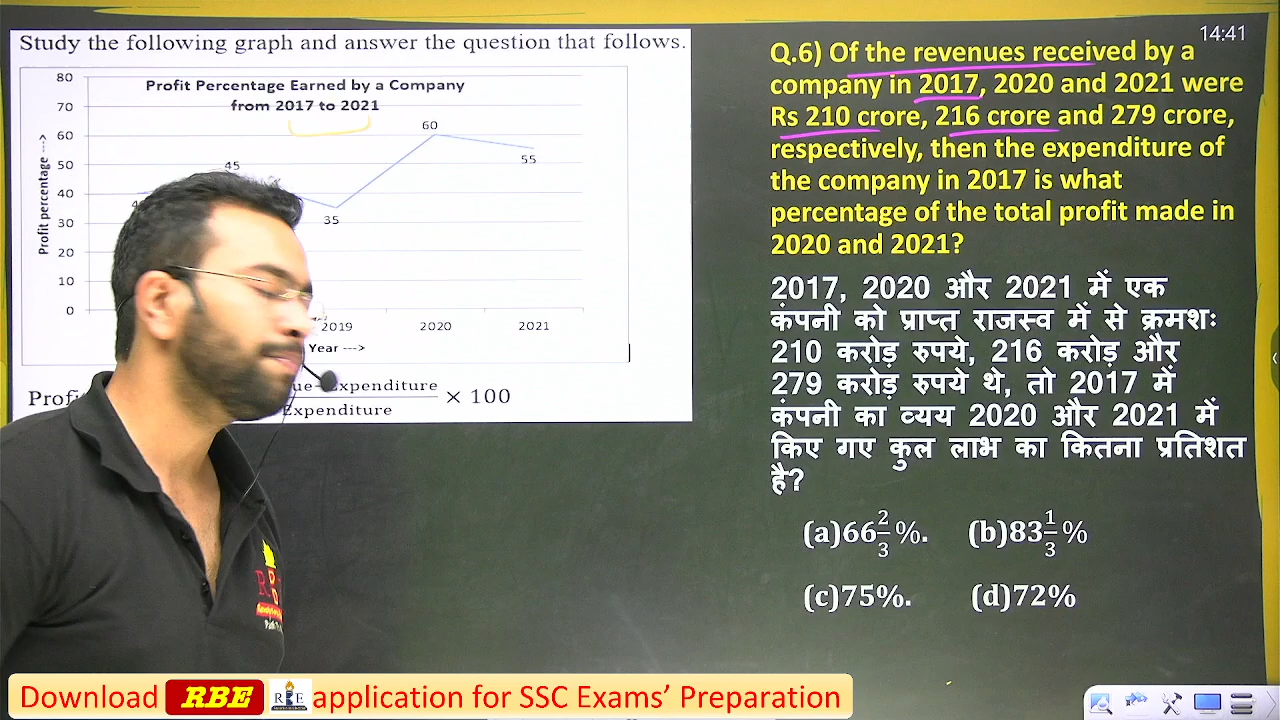 14:41
Study the following graph and answer the question that follows.
Profit Percentage Earned by a Company
from 2017 to 2021
Profit percentage --->
80
70
60
50
40
30
20
10
0
45
35
60
55
2019 2020 2021
Year --->
Expenditure
Expenditure
× 100
Q.6) Of the revenues received by a
company in 2017, 2020 and 2021 were
Rs 210 crore, 216 crore and 279 crore,
respectively, then the expenditure of
the company in 2017 is what
percentage of the total profit made in
2020 and 2021?
2017, 2020 और 2021 में एक
कंपनी को प्राप्त राजस्व में से क्रमशः
210 करोड़ रुपये, 216 करोड़ और
279 करोड़ रुपये थे, तो 2017 में
कंपनी का व्यय 2020 और 2021 में
किए गए कुल लाभ का कितना प्रतिशत
है?
(a)66 2/3 %. (b)83 1/3 %
(c)75%. (d)72%
Download RBE RBE application for SSC Exams’ Preparation